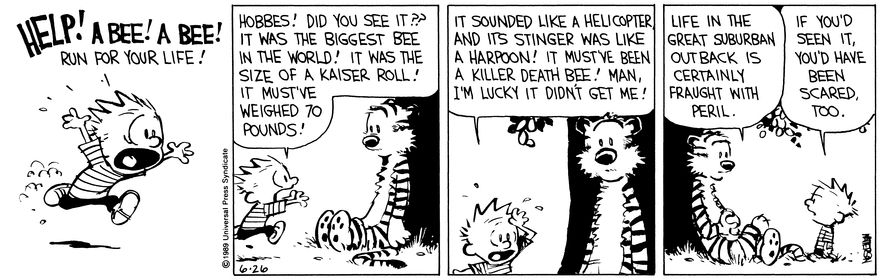 HELP! A BEE! A BEE!
RUN FOR YOUR LIFE!
HOBBES! DID YOU SEE IT??
IT WAS THE BIGGEST BEE
IN THE WORLD! IT WAS THE
SIZE OF A KAISER ROLL!
IT MUST'VE
WEIGHED 70
POUNDS!
© 1989 Universal Press Syndicate
6-26
IT SOUNDED LIKE A HELICOPTER,
AND ITS STINGER WAS LIKE
A HARPOON! IT MUST'VE BEEN
A KILLER DEATH BEE! MAN,
I'M LUCKY IT DIDN'T GET ME!
LIFE IN THE
GREAT SUBURBAN
OUTBACK IS
CERTAINLY
FRAUGHT WITH
PERIL.
IF YOU'D
SEEN IT,
YOU'D HAVE
BEEN
SCARED,
TOO.
WATTERSON